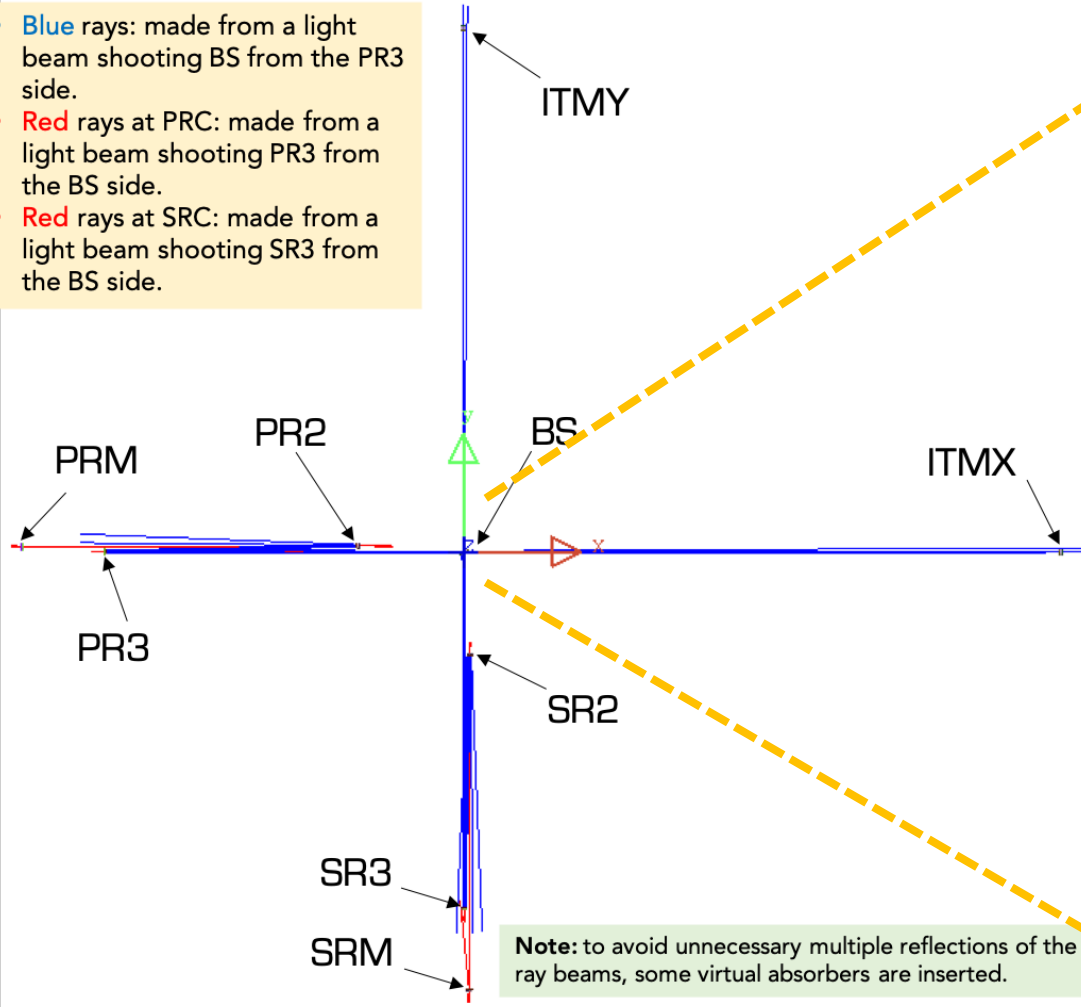 Blue rays: made from a light
beam shooting BS from the PR3
side.
Red rays at PRC: made from a
light beam shooting PR3 from
the BS side.
Red rays at SRC: made from a
light beam shooting SR3 from
the BS side.
ITMY
Y
BS
PR2
PRM
ITMX
Z
X
PR3
SR2
SR3
SRM
Note: to avoid unnecessary multiple reflections of the
ray beams, some virtual absorbers are inserted.